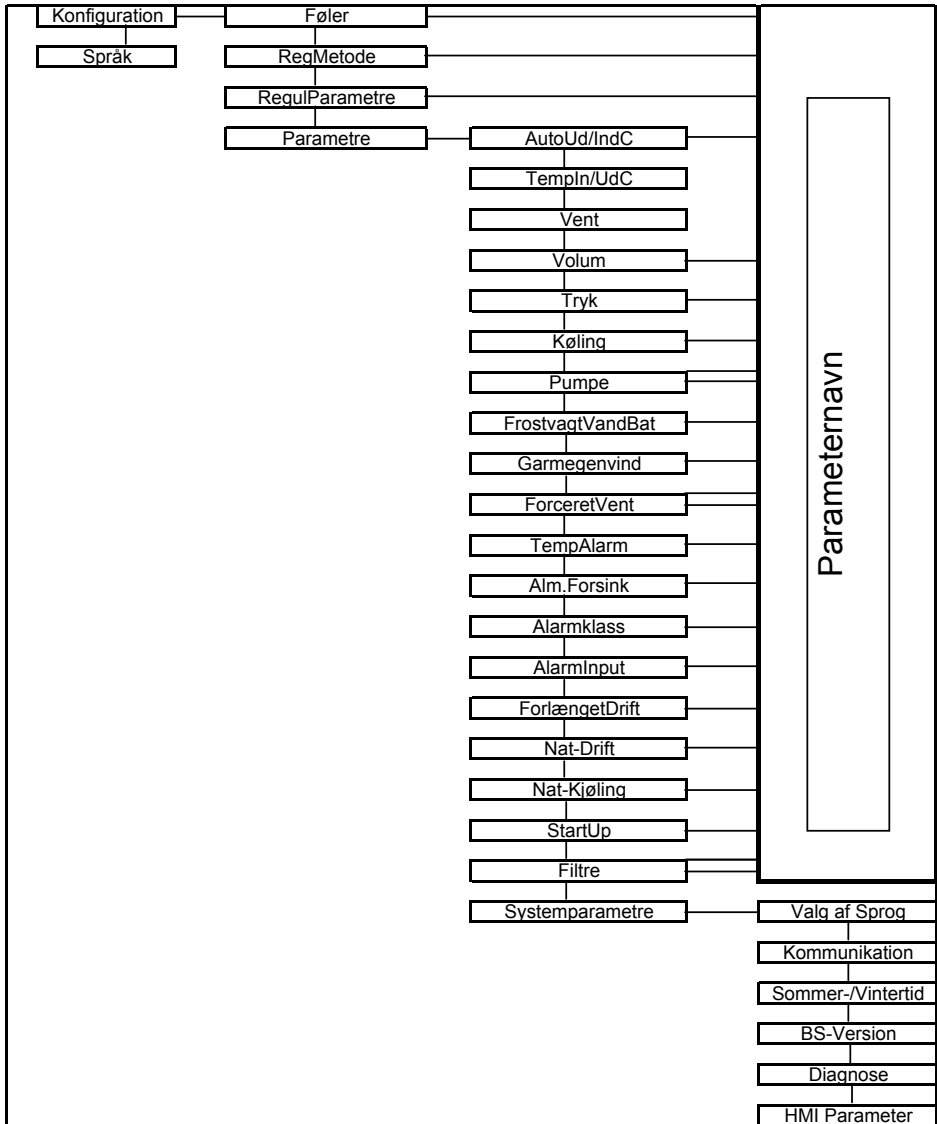 Konfiguration
Føler
Språk
RegMetode
RegulParametre
Parametre
AutoUd/IndC
TempIn/UdC
Vent
Volum
Tryk
Køling
Pumpe
FrostvagtVandBat
Garmegenvind
ForceretVent
TempAlarm
Alm.Forsink
Alarmklass
AlarmInput
ForlængetDrift
Nat-Drift
Nat-Kjøling
StartUp
Filtre
Systemparametre
Parameternavn
Valg af Sprog
Kommunikation
Sommer-/Vintertid
BS-Version
Diagnose
HMI Parameter